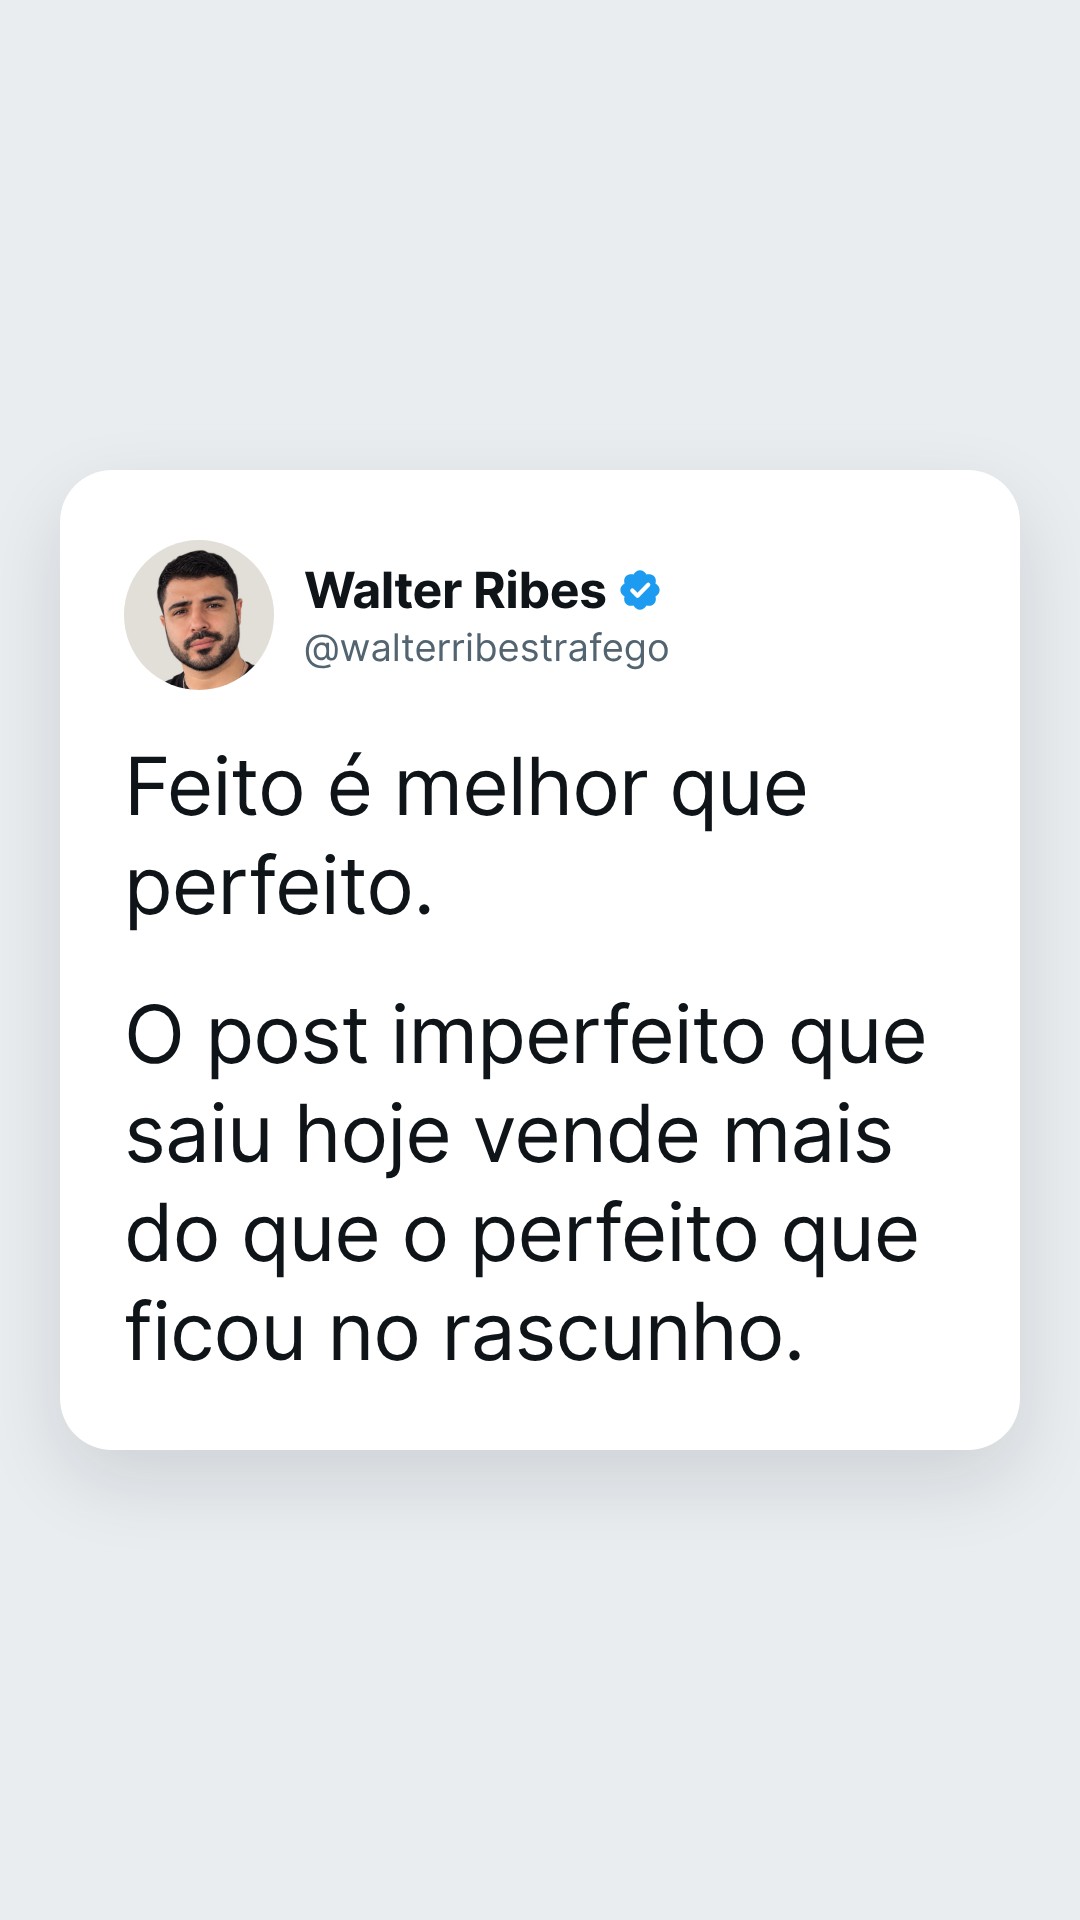 Walter Ribes
@walterribestrafego
Feito é melhor que
perfeito.
O post imperfeito que
saiu hoje vende mais
do que o perfeito que
ficou no rascunho.